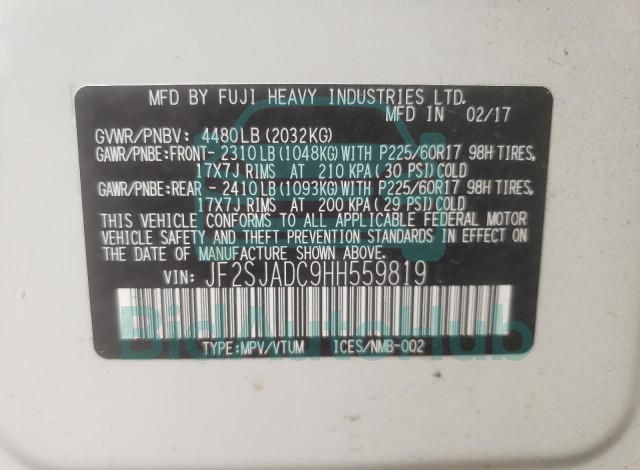 MFD BY FUJI HEAVY INDUSTRIES LTD.
MFD IN 02/17
GVWR/PNBV: 4480LB(2032KG)
GAWR/PNBE:FRONT- 2310LB(1048KG)WITH P225/60R17 98H TIRES,
17X7J RIMS AT 210 KPA(30 PSI)COLD
GAWR/PNBE:REAR - 2410LB(1093KG)WITH P225/60R17 98H TIRES,
17X7J RIMS AT 200 KPA(29 PSI)COLD
THIS VEHICLE CONFORMS TO ALL APPLICABLE FEDERAL MOTOR
VEHICLE SAFETY AND THEFT PREVENTION STANDARDS IN EFFECT
ON THE DATE OF MANUFACTURE SHOWN ABOVE.
VIN: JF2SJADC9HH559819
BidAutoHub
TYPE:MPV/VTUM ICES/NMB-002